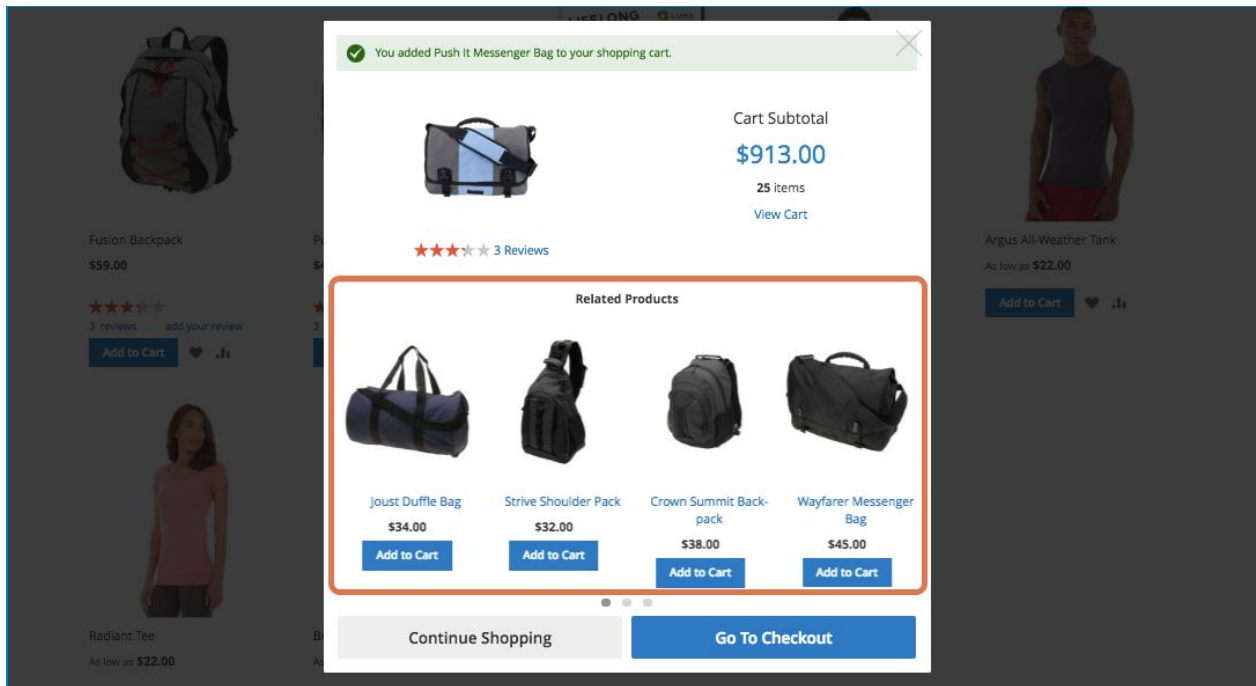 LIFELONG LUMA
You added Push It Messenger Bag to your shopping cart.
Cart Subtotal
$913.00
25 items
View Cart
3 Reviews
Related Products
Joust Duffle Bag
$34.00
Add to Cart
Strive Shoulder Pack
$32.00
Add to Cart
Crown Summit Back-
pack
$38.00
Add to Cart
Wayfarer Messenger
Bag
$45.00
Add to Cart
Continue Shopping
Go To Checkout
Fusion Backpack
$59.00
3 reviews add your review
Add to Cart
Argus All-Weather Tank
As low as $22.00
Add to Cart
Radiant Tee
As low as $22.00